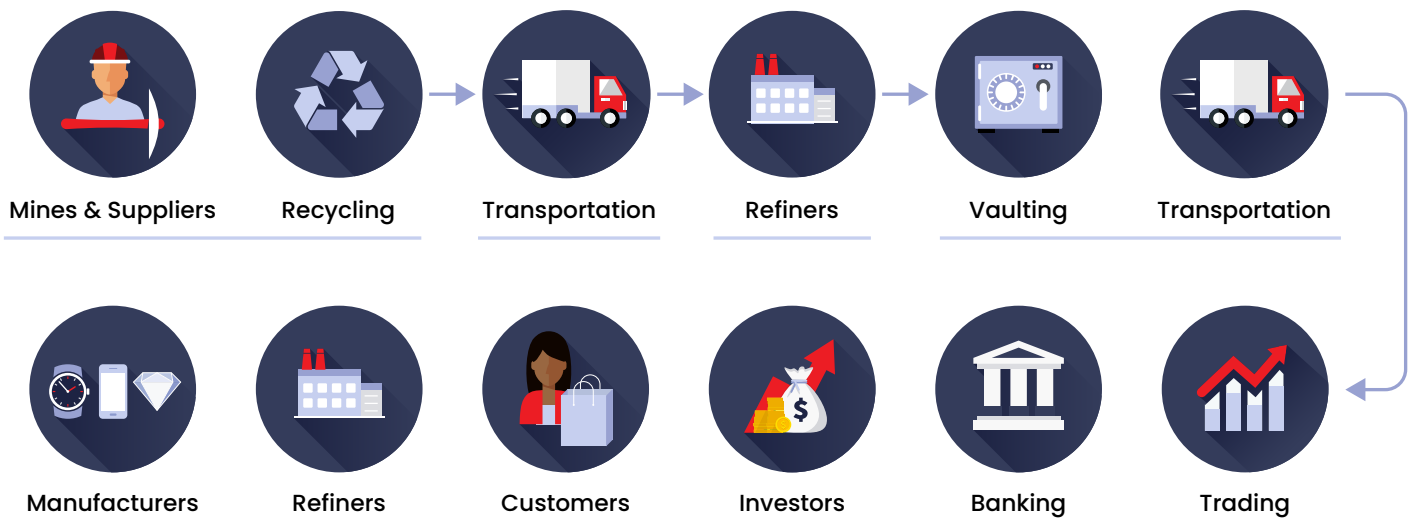 Mines & Suppliers
Recycling
Transportation
Refiners
Vaulting
Transportation
$
Manufacturers
Refiners
Customers
Investors
Banking
Trading